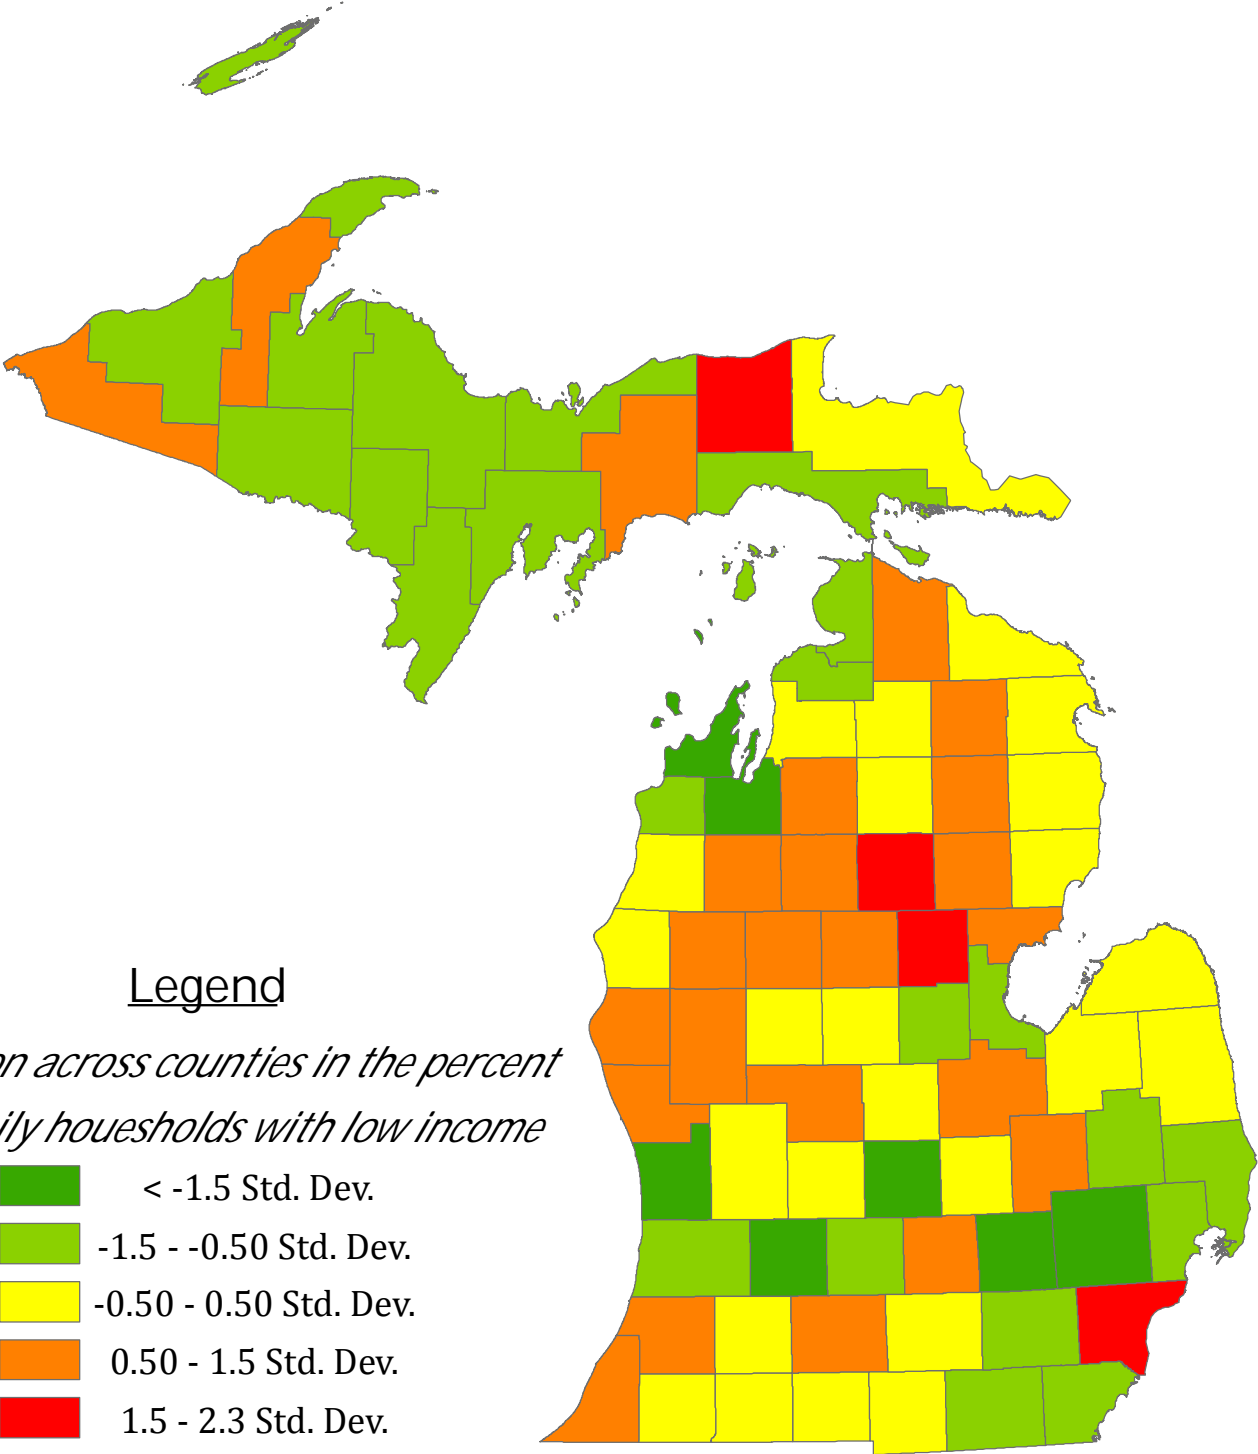 Legend
on across counties in the percent
ily houesholds with low income
< -1.5 Std. Dev.
-1.5 - -0.50 Std. Dev.
-0.50 - 0.50 Std. Dev.
0.50 - 1.5 Std. Dev.
1.5 - 2.3 Std. Dev.